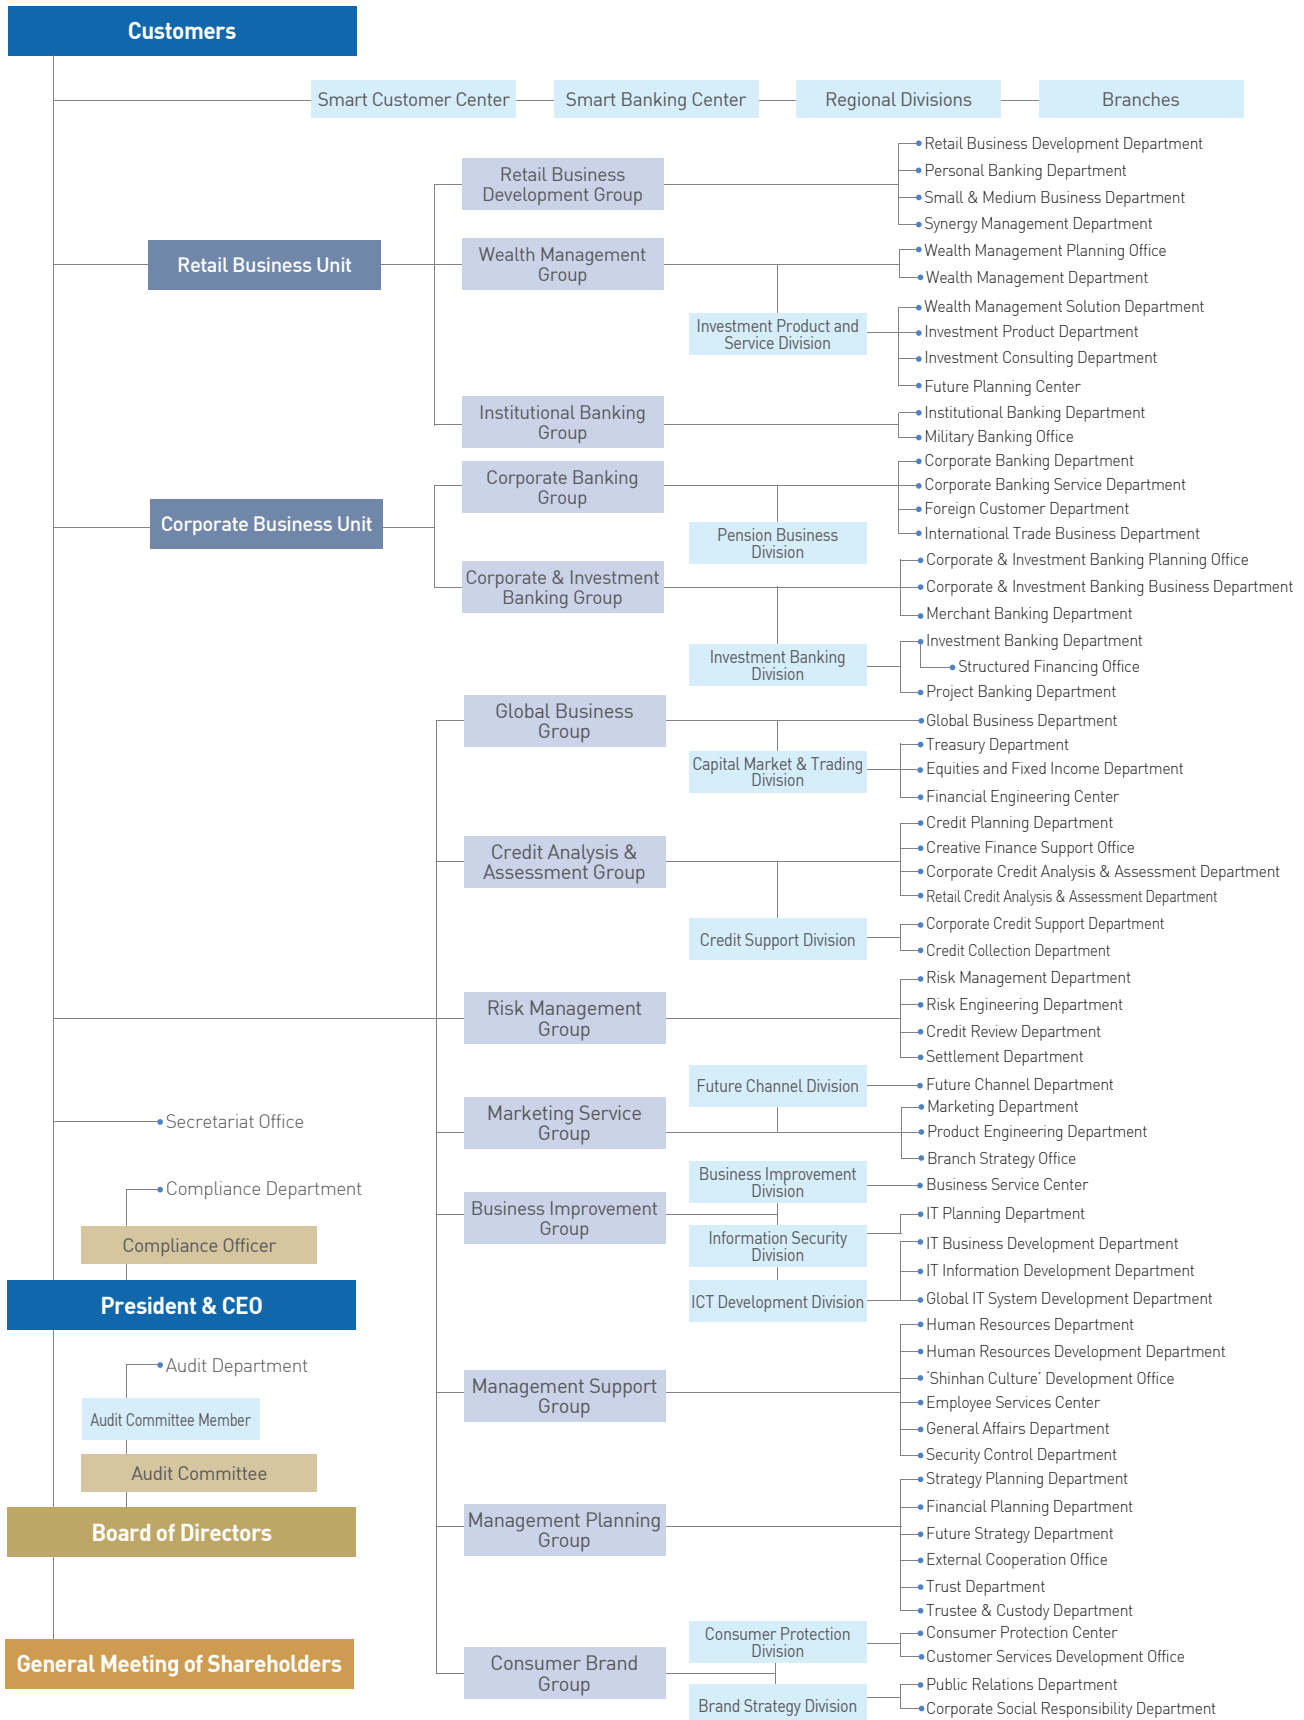 Customers
Smart Customer Center
Smart Banking Center
Regional Divisions
Branches
Retail Business Unit
Retail Business
Development Group
Retail Business Development Department
Personal Banking Department
Small & Medium Business Department
Synergy Management Department
Wealth Management
Group
Wealth Management Planning Office
Wealth Management Department
Investment Product and
Service Division
Wealth Management Solution Department
Investment Product Department
Investment Consulting Department
Future Planning Center
Institutional Banking
Group
Institutional Banking Department
Military Banking Office
Corporate Business Unit
Corporate Banking
Group
Corporate Banking Department
Corporate Banking Service Department
Foreign Customer Department
International Trade Business Department
Pension Business
Division
Corporate & Investment
Banking Group
Corporate & Investment Banking Planning Office
Corporate & Investment Banking Business Department
Merchant Banking Department
Investment Banking
Division
Investment Banking Department
Structured Financing Office
Project Banking Department
Global Business
Group
Global Business Department
Capital Market & Trading
Division
Treasury Department
Equities and Fixed Income Department
Financial Engineering Center
Credit Analysis &
Assessment Group
Credit Planning Department
Creative Finance Support Office
Corporate Credit Analysis & Assessment Department
Retail Credit Analysis & Assessment Department
Credit Support Division
Corporate Credit Support Department
Credit Collection Department
Risk Management
Group
Risk Management Department
Risk Engineering Department
Credit Review Department
Settlement Department
Future Channel Division
Future Channel Department
Marketing Service
Group
Marketing Department
Product Engineering Department
Branch Strategy Office
Business Improvement
Division
Business Service Center
Business Improvement
Group
Information Security
Division
IT Planning Department
ICT Development Division
IT Business Development Department
IT Information Development Department
Global IT System Development Department
Management Support
Group
Human Resources Department
Human Resources Development Department
‘Shinhan Culture’ Development Office
Employee Services Center
General Affairs Department
Security Control Department
Management Planning
Group
Strategy Planning Department
Financial Planning Department
Future Strategy Department
External Cooperation Office
Trust Department
Trustee & Custody Department
Consumer Brand
Group
Consumer Protection
Division
Consumer Protection Center
Customer Services Development Office
Brand Strategy Division
Public Relations Department
Corporate Social Responsibility Department
Secretariat Office
Compliance Department
Compliance Officer
President & CEO
Audit Department
Audit Committee Member
Audit Committee
Board of Directors
General Meeting of Shareholders